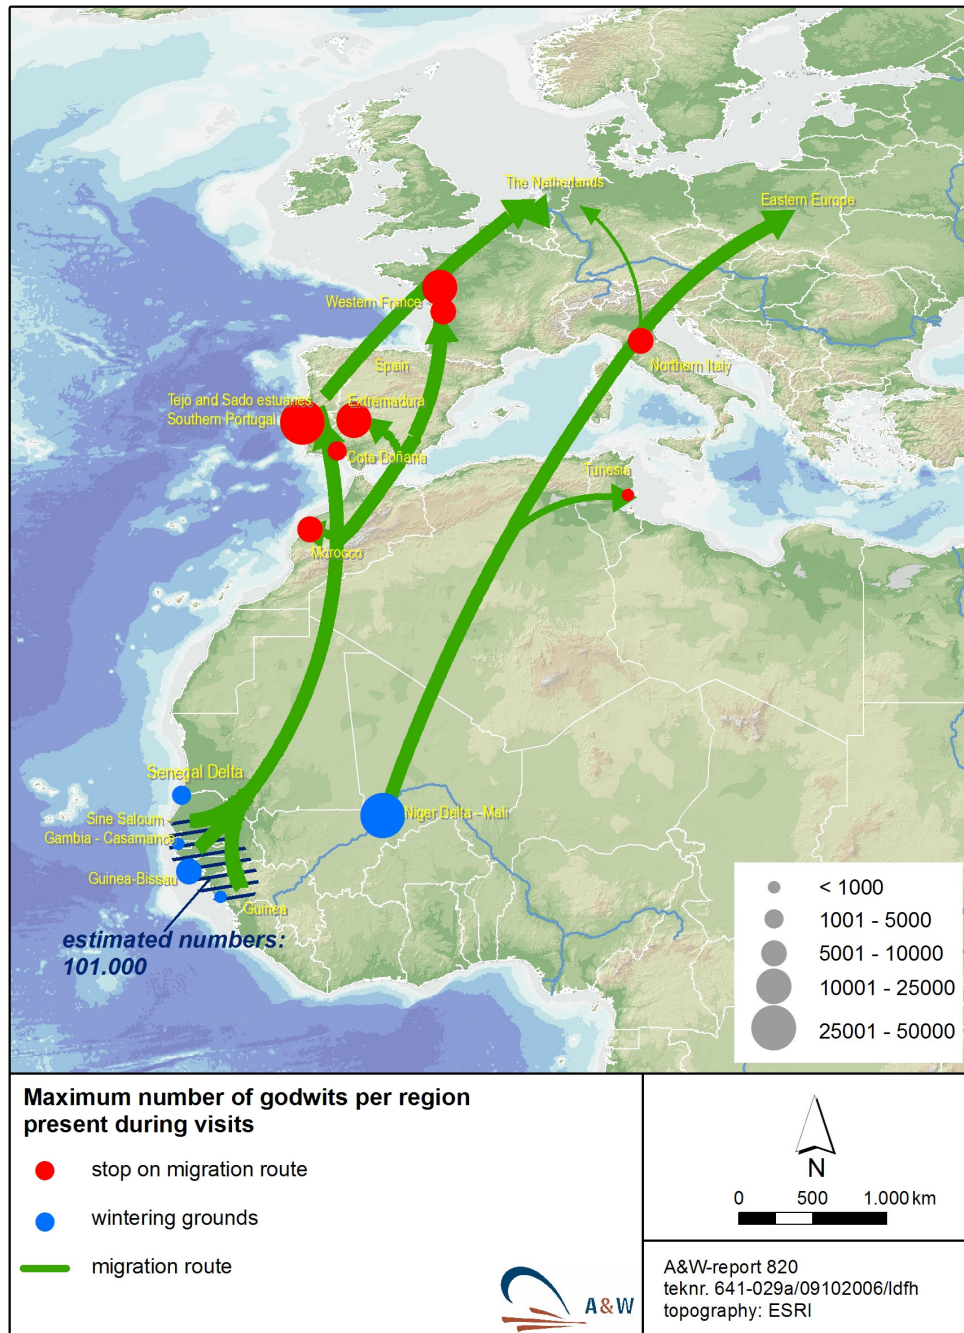 The Netherlands
Eastern Europe
Western France
Northern Italy
Spain
Tejo and Sado estuaries
Southern Portugal
Extremadura
Cota Doñana
Tunesia
Morocco
Senegal Delta
Sine Saloum -
Gambia - Casamance
Niger Delta - Mali
Guinea-Bissau
Guinea
estimated numbers:
101.000
< 1000
1001 - 5000
5001 - 10000
10001 - 25000
25001 - 50000
Maximum number of godwits per region
present during visits
stop on migration route
wintering grounds
migration route
A&W
N
0 500 1.000 km
A&W-report 820
teknr. 641-029a/09102006/ldfh
topography: ESRI